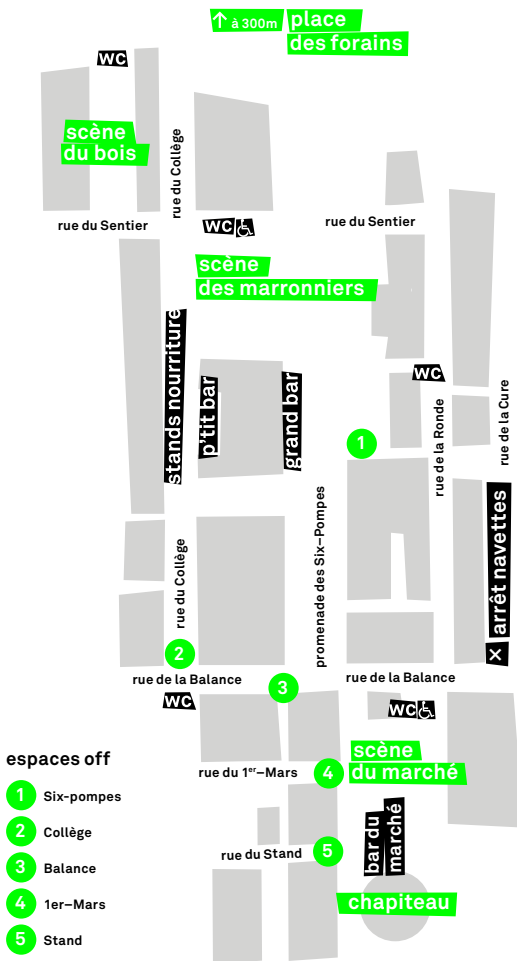 ↑ à 300m
place
des forains
WC
scène
du bois
rue du Collège
rue du Sentier
WC
rue du Sentier
scène
des marronniers
stands nourriture
p'tit bar
grand bar
WC
rue de la Ronde
rue de la Cure
1
promenade des Six-Pompes
arrêt navettes
×
rue du Collège
2
rue de la Balance
WC
3
rue de la Balance
WC
scène
du marché
rue du 1er–Mars
4
bar du
marché
rue du Stand
5
chapiteau
espaces off
1 Six-pompes
2 Collège
3 Balance
4 1er–Mars
5 Stand